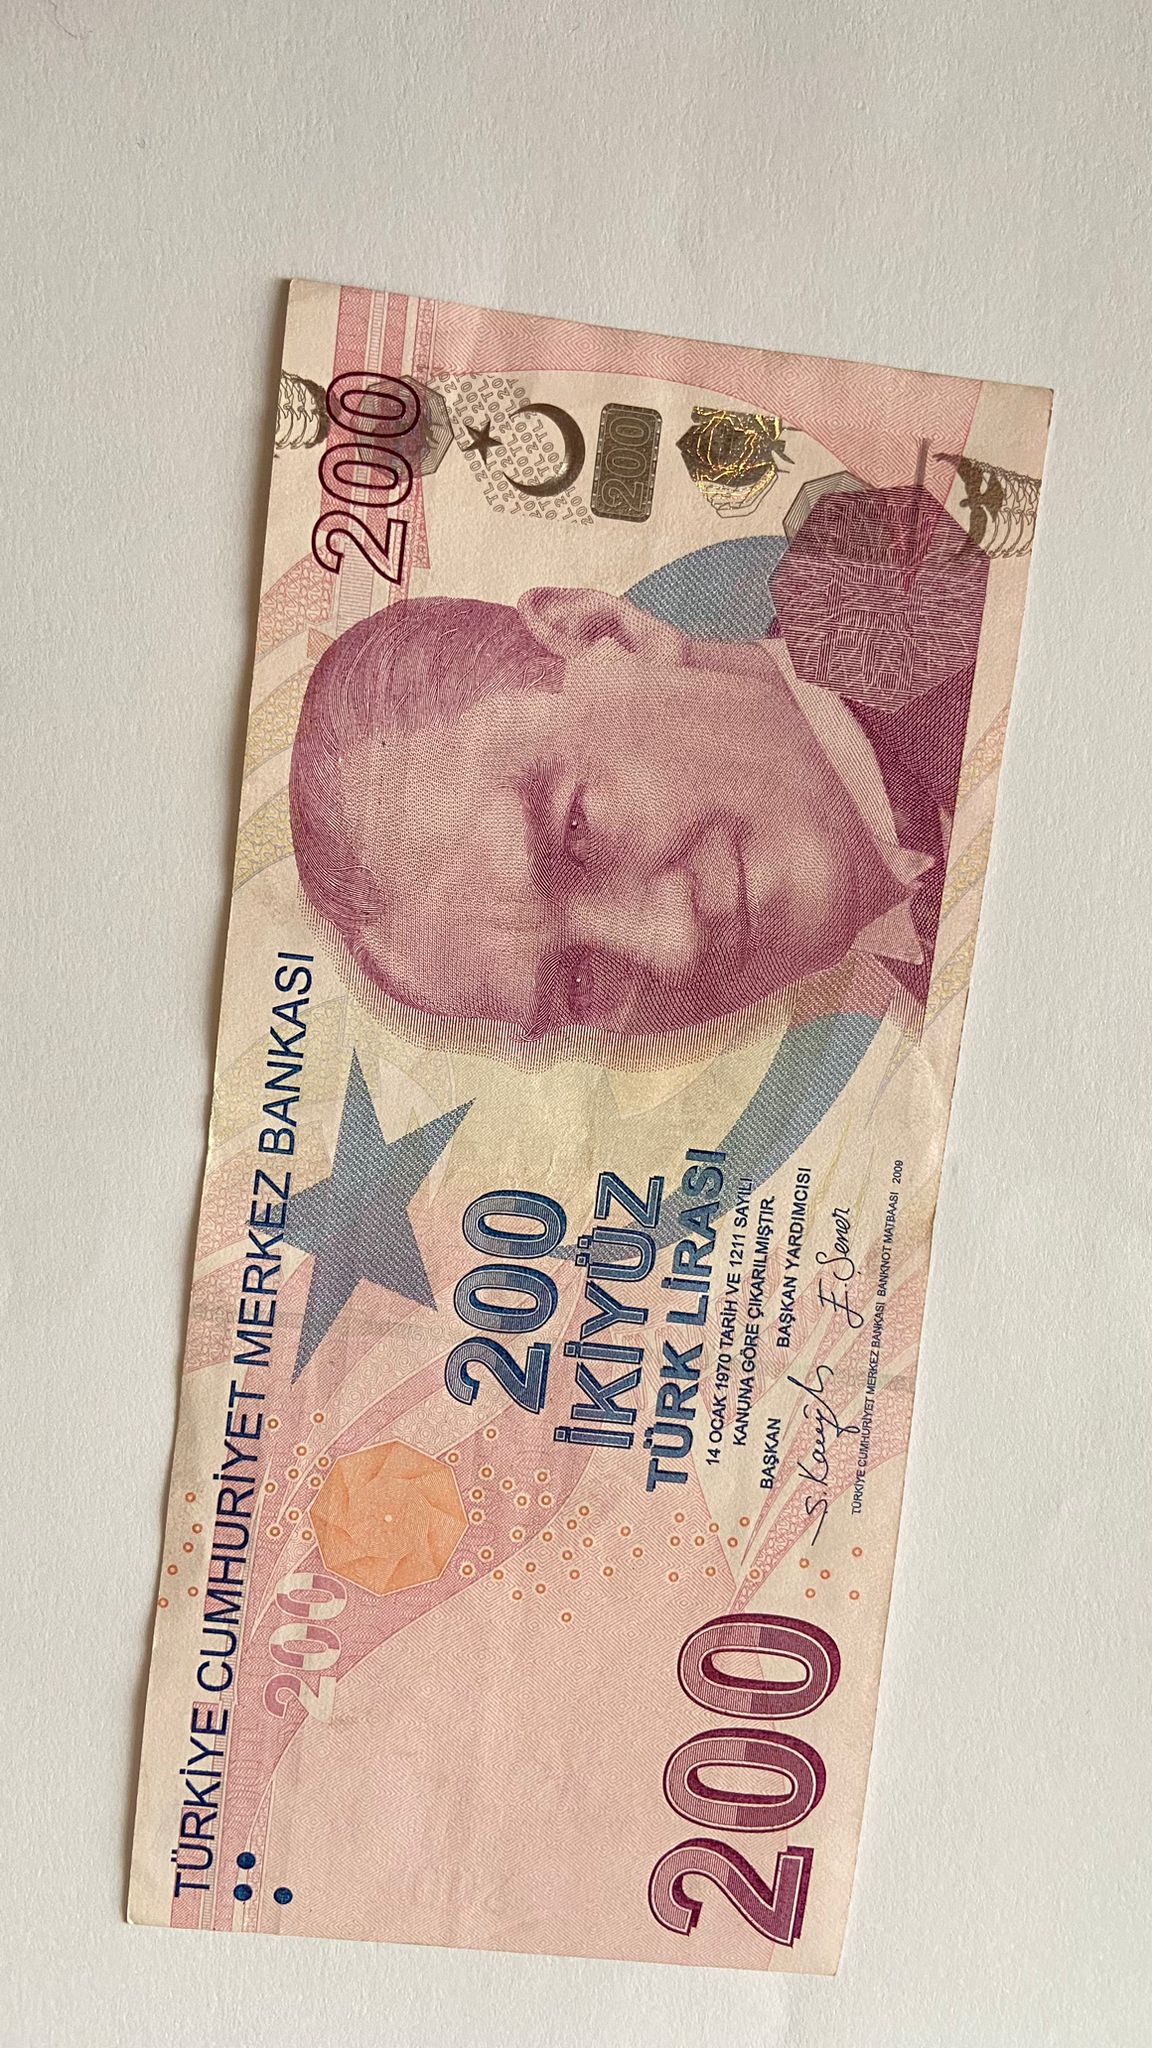 TÜRKİYE CUMHURİYET MERKEZ BANKASI
200
200
200
İKİYÜZ
TÜRK LİRASI
14 OCAK 1970 TARİH VE 1211 SAYILI
KANUNA GÖRE ÇIKARILMIŞTIR
BAŞKAN BAŞKAN YARDIMCISI
TÜRKİYE CUMHURİYET MERKEZ BANKASI BANKNOT MATBAASI 2009
200
200